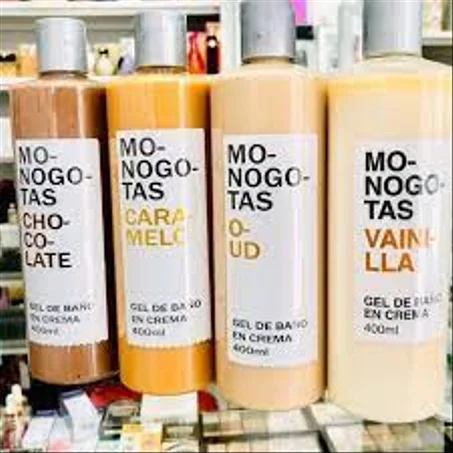 MO-
NOGO-
TAS
CHO-
CO-
LATE
GEL DE BAÑO
EN CREMA
400ml
MO-
NOGO-
TAS
CARA-
MELO
GEL DE BAÑO
EN CREMA
400ml
MO-
NOGO-
TAS
O-
UD
GEL DE BAÑO
EN CREMA
400ml
MO-
NOGO-
TAS
VAINI-
LLA
GEL DE BAÑO
EN CREMA
400ml